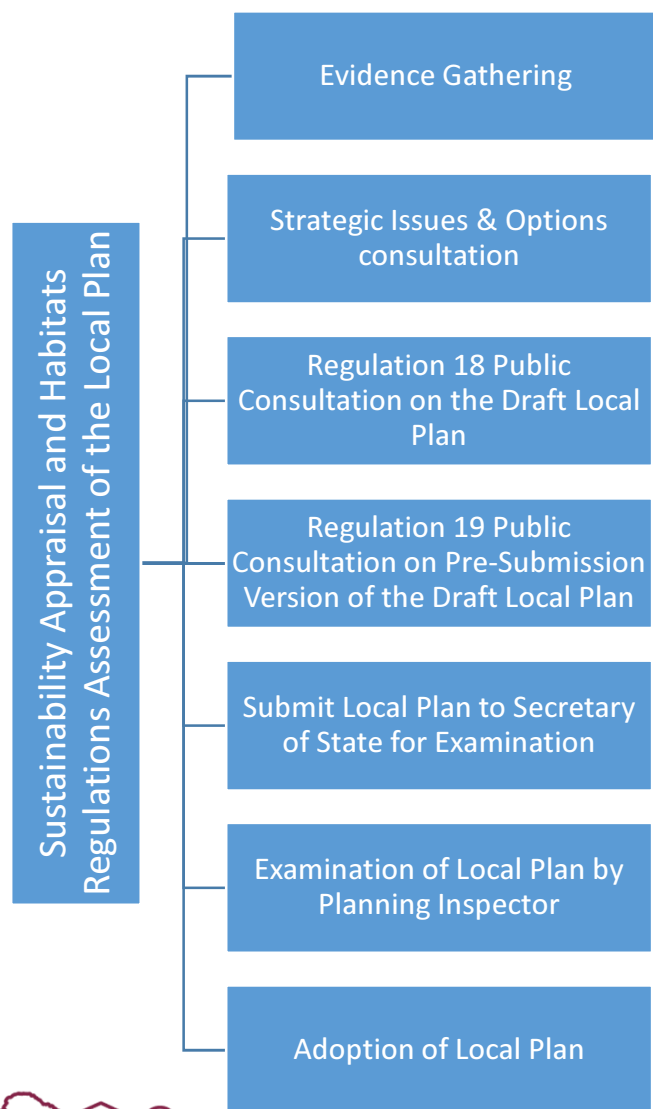 Sustainability Appraisal and Habitats
Regulations Assessment of the Local Plan
Evidence Gathering
Strategic Issues & Options
consultation
Regulation 18 Public
Consultation on the Draft Local
Plan
Regulation 19 Public
Consultation on Pre-Submission
Version of the Draft Local Plan
Submit Local Plan to Secretary
of State for Examination
Examination of Local Plan by
Planning Inspector
Adoption of Local Plan